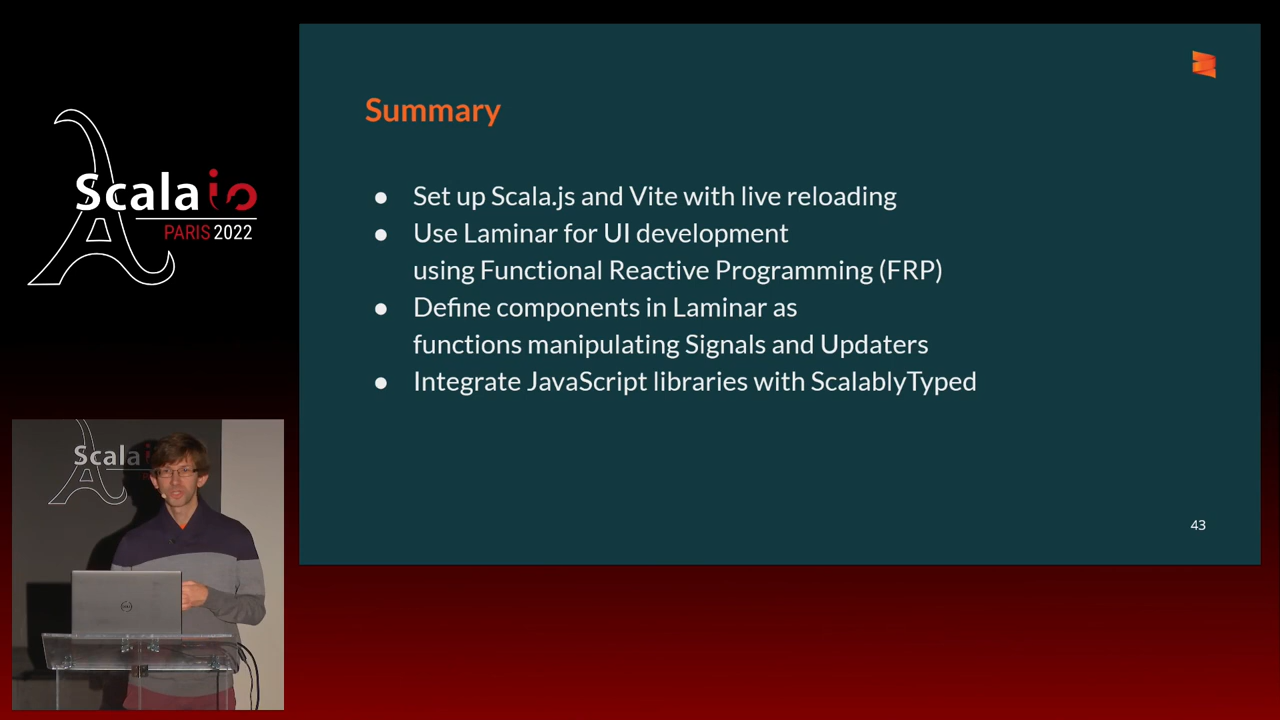 Scala io
PARIS 2022
Summary
● Set up Scala.js and Vite with live reloading
● Use Laminar for UI development
using Functional Reactive Programming (FRP)
● Define components in Laminar as
functions manipulating Signals and Updaters
● Integrate JavaScript libraries with ScalablyTyped
43
Scala
DELL